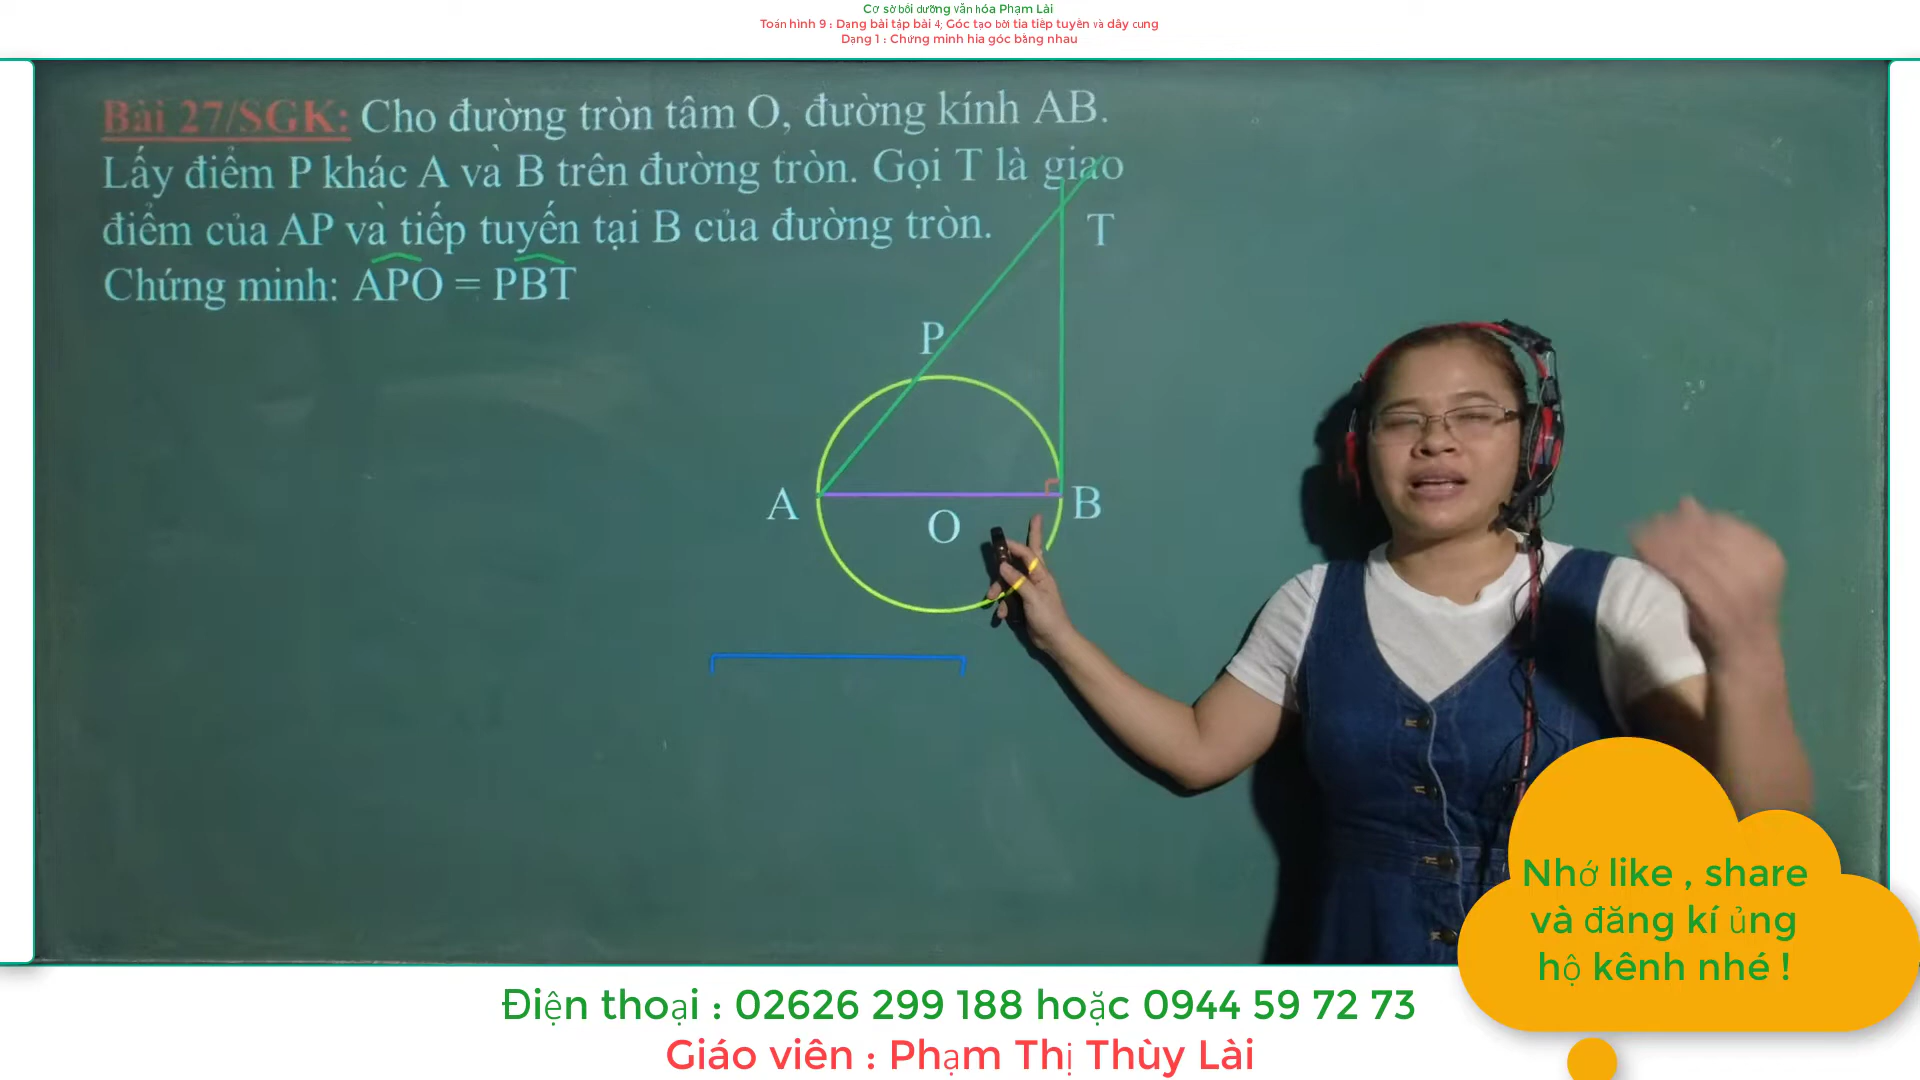 Cơ sở bồi dưỡng văn hóa Phạm Lài
Toán hình 9 : Dạng bài tập bài 4; Góc tạo bởi tia tiếp tuyến và dây cung
Dạng 1 : Chứng minh hia góc bằng nhau
Bài 27/SGK: Cho đường tròn tâm O, đường kính AB.
Lấy điểm P khác A và B trên đường tròn. Gọi T là giao
điểm của AP và tiếp tuyến tại B của đường tròn.
Chứng minh: APO = PBT
T
P
A
O
B
Nhớ like , share
và đăng kí ủng
hộ kênh nhé !
Điện thoại : 02626 299 188 hoặc 0944 59 72 73
Giáo viên : Phạm Thị Thùy Lài